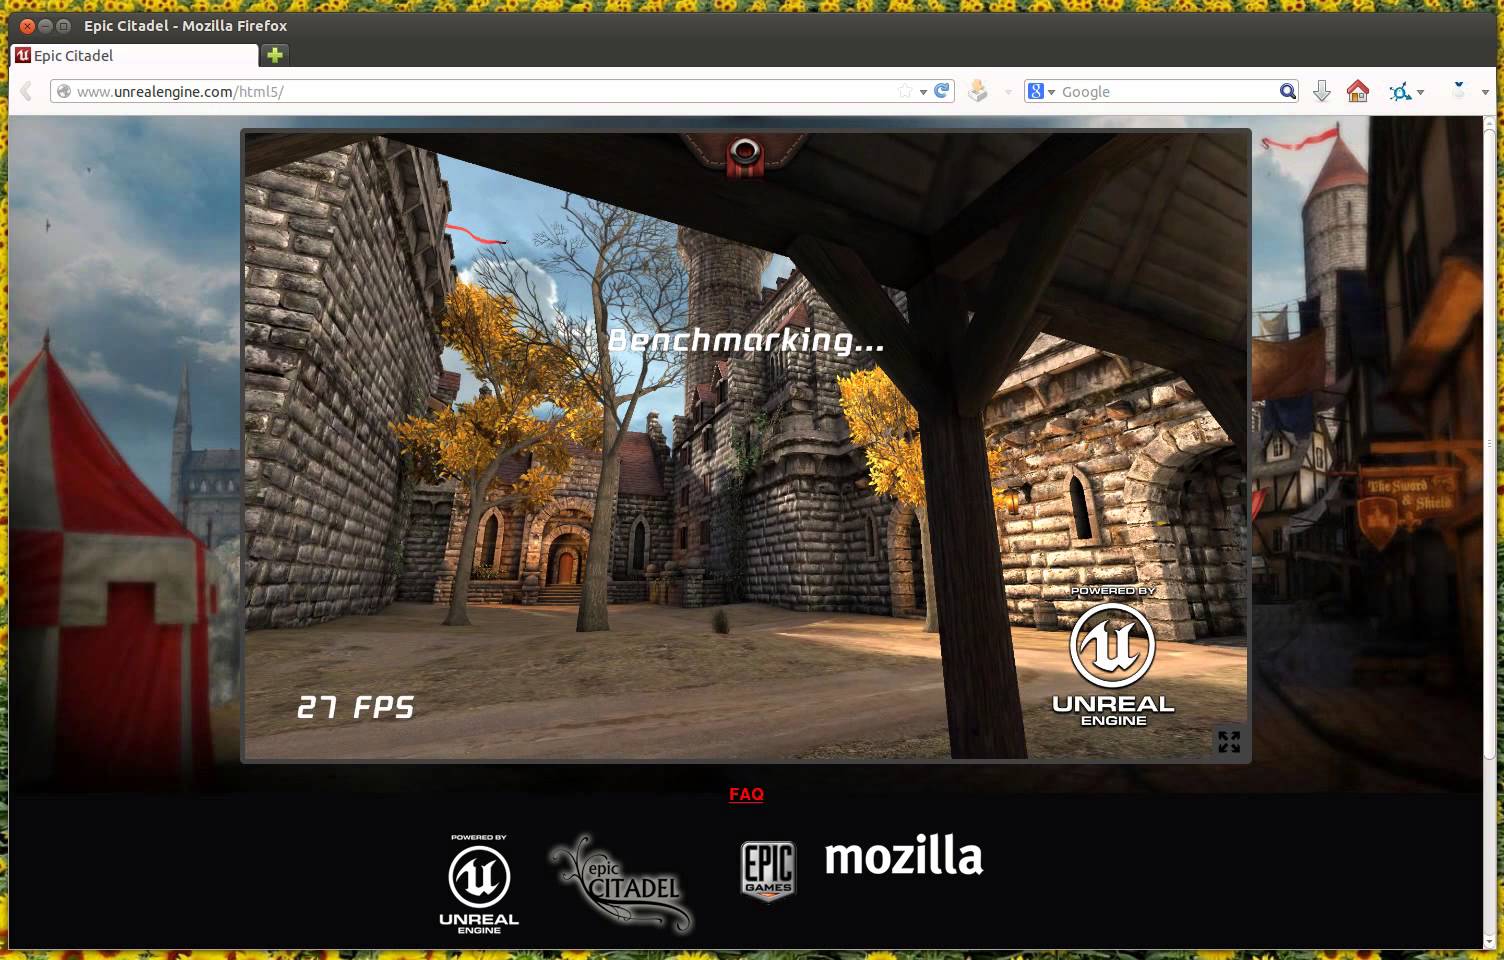 Epic Citadel - Mozilla Firefox
Epic Citadel
www.unrealengine.com/html5/
8
Google
Benchmarking...
The Sword
& Shield
POWERED BY
UNREAL
ENGINE
27 FPS
FAQ
POWERED BY
UNREAL
ENGINE
epic
CITADEL
EPIC
GAMES
mozilla